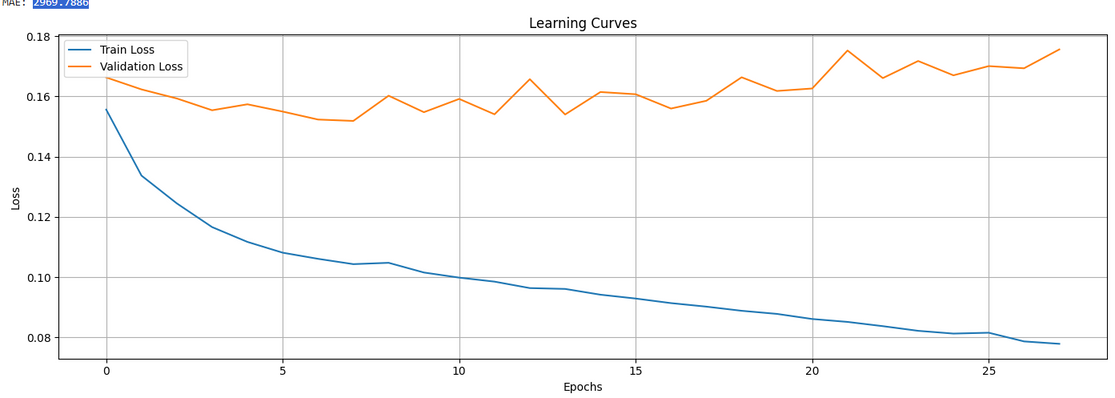 MAE: 2969.7886
Learning Curves
Train Loss
Validation Loss
0.18
0.16
0.14
0.12
0.10
0.08
Loss
0 5 10 15 20 25
Epochs